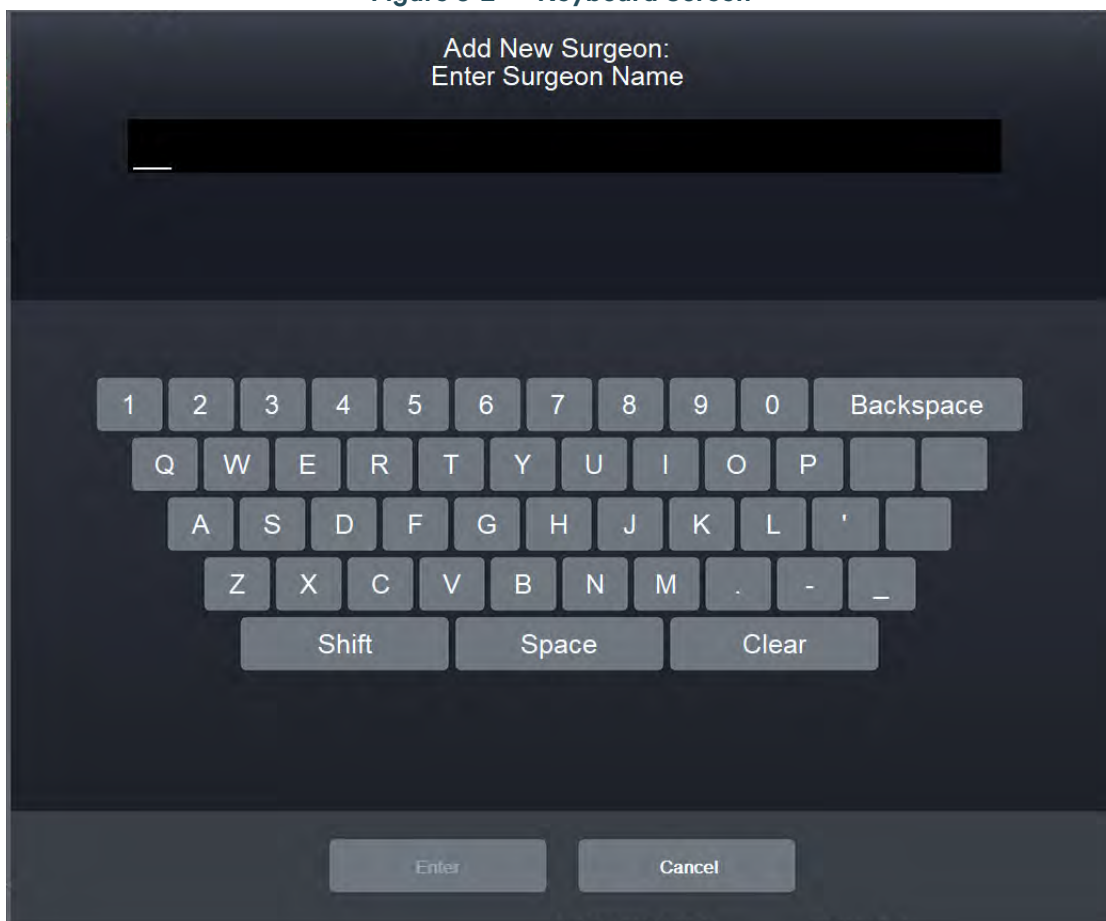 Add New Surgeon:
Enter Surgeon Name
1 2 3 4 5 6 7 8 9 0 Backspace
Q W E R T Y U I O P
A S D F G H J K L '
Z X C V B N M . - _
Shift Space Clear
Enter Cancel